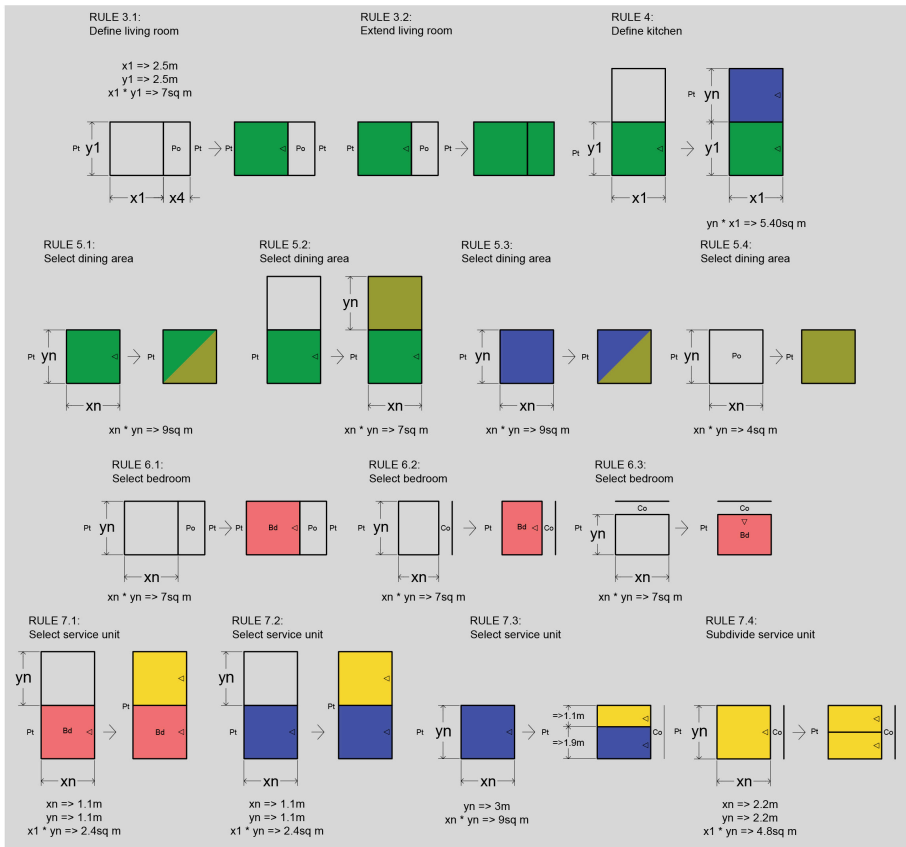 RULE 3.1:
Define living room
x1 => 2.5m
y1 => 2.5m
x1 * y1 => 7sq m
Pt y1 Po Pt Pt Po Pt
x1 x4
RULE 3.2:
Extend living room
Pt Po Pt
RULE 4:
Define kitchen
Pt yn
Pt y1 y1
x1 x1
yn * x1 => 5.40sq m
RULE 5.1:
Select dining area
Pt yn Pt
xn
xn * yn => 9sq m
RULE 5.2:
Select dining area
yn
Pt Pt
xn
xn * yn => 7sq m
RULE 5.3:
Select dining area
Pt yn Pt
xn
xn * yn => 9sq m
RULE 5.4:
Select dining area
Pt yn Po Pt
xn
xn * yn => 4sq m
RULE 6.1:
Select bedroom
Pt yn Po Pt Bd Po Pt
xn
xn * yn => 7sq m
RULE 6.2:
Select bedroom
Pt yn Co Pt Bd Co
xn
xn * yn => 7sq m
RULE 6.3:
Select bedroom
Co Co
Pt yn Pt Bd
xn
xn * yn => 7sq m
RULE 7.1:
Select service unit
yn
Pt
Pt Bd Bd
xn
xn => 1.1m
yn => 1.1m
x1 * yn => 2.4sq m
RULE 7.2:
Select service unit
yn
Pt
Pt
xn
xn => 1.1m
yn => 1.1m
x1 * yn => 2.4sq m
RULE 7.3:
Select service unit
Pt yn Pt =>1.1m Co
=>1.9m
xn
yn => 3m
xn * yn => 9sq m
RULE 7.4:
Subdivide service unit
Pt yn Co Pt Co
xn
xn => 2.2m
yn => 2.2m
x1 * yn => 4.8sq m